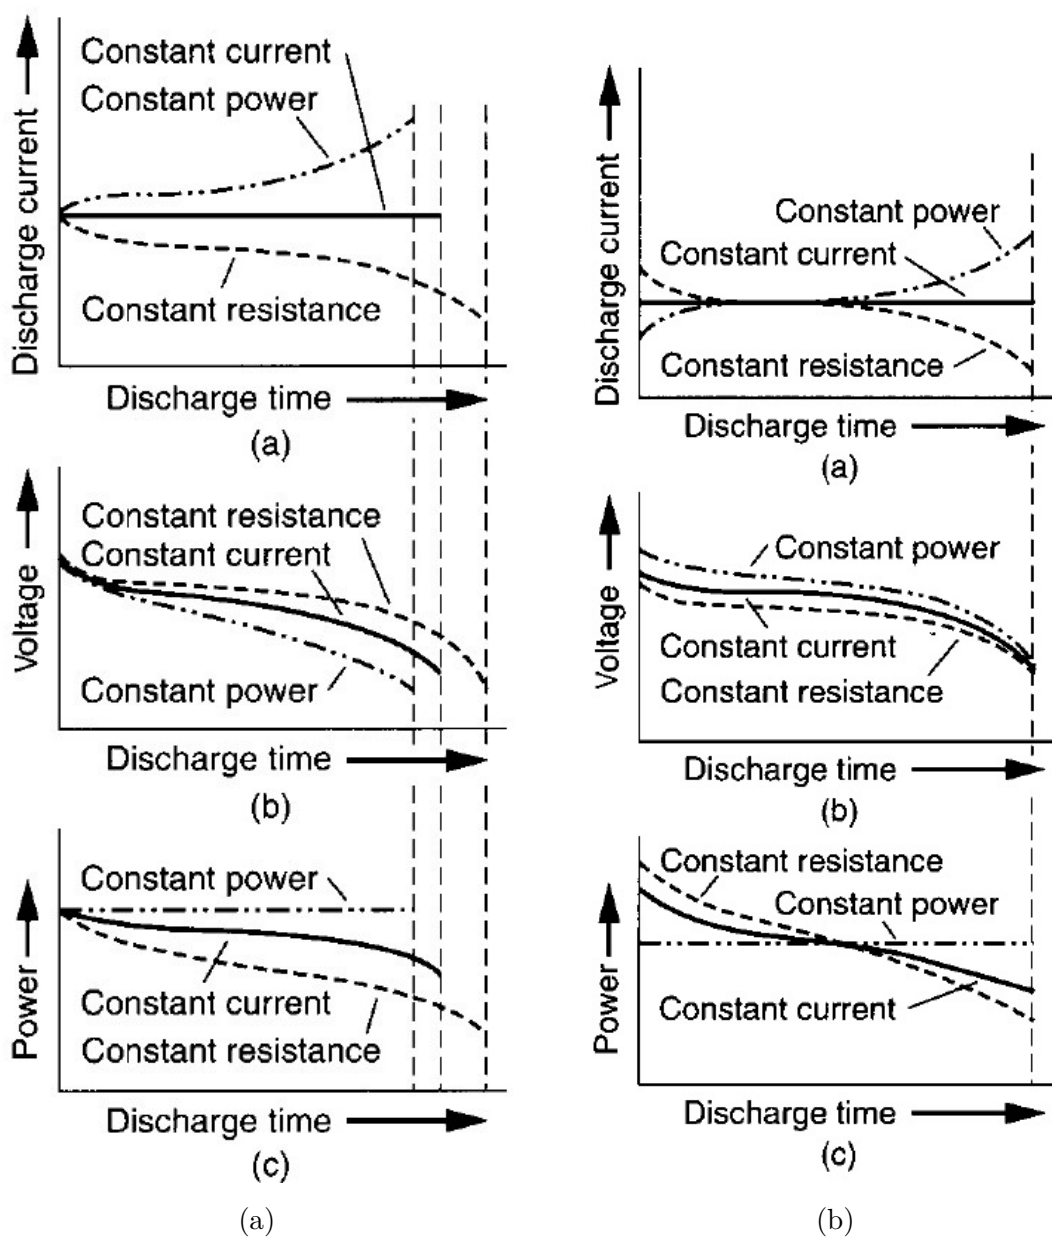 Discharge current
Constant current
Constant power
Constant resistance
Discharge time
(a)
Voltage
Constant resistance
Constant current
Constant power
Discharge time
(b)
Power
Constant power
Constant current
Constant resistance
Discharge time
(c)
(a)
Discharge current
Constant power
Constant current
Constant resistance
Discharge time
(a)
Voltage
Constant power
Constant current
Constant resistance
Discharge time
(b)
Power
Constant resistance
Constant power
Constant current
Discharge time
(c)
(b)